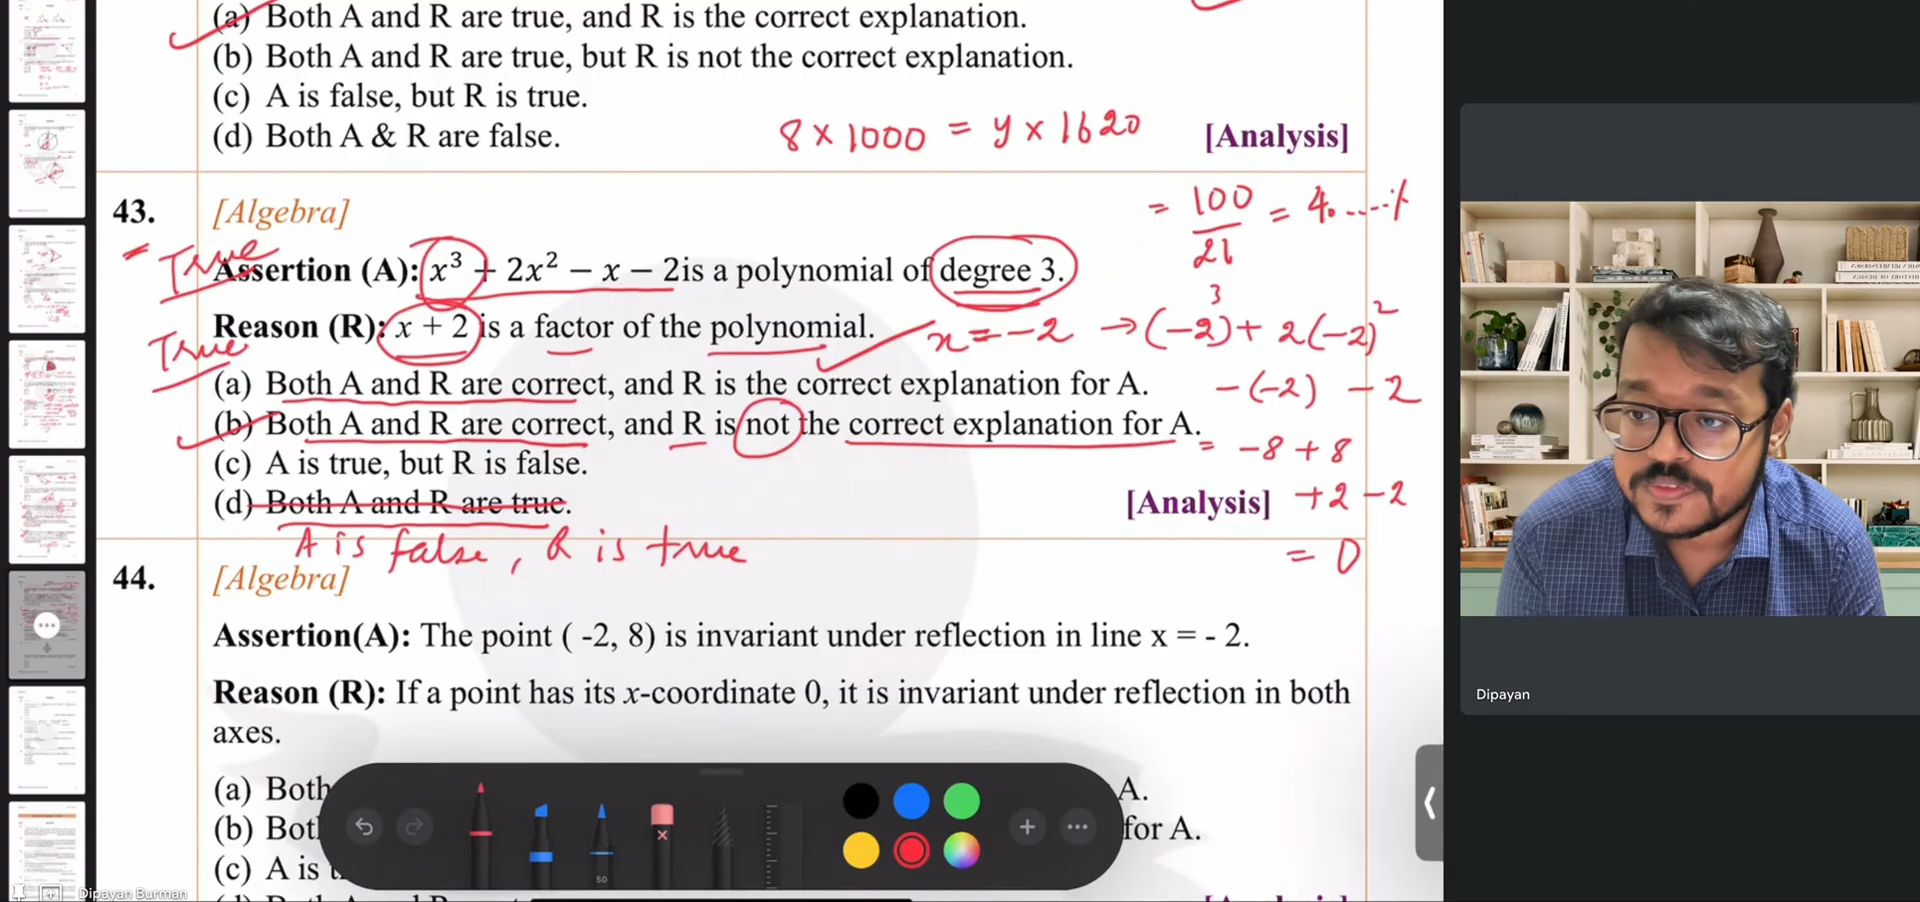 (a) Both A and R are true, and R is the correct explanation.
(b) Both A and R are true, but R is not the correct explanation.
(c) A is false, but R is true.
(d) Both A & R are false.
8 × 1000 = y × 1620
[Analysis]
43.
[Algebra]
= 100/21 = 4.....%
True
Assertion (A): x³ + 2x² − x − 2is a polynomial of degree 3.
Reason (R): x + 2 is a factor of the polynomial.
x = −2 → (−2)³ + 2(−2)²
True
(a) Both A and R are correct, and R is the correct explanation for A.
− (−2) − 2
(b) Both A and R are correct, and R is not the correct explanation for A.
= −8 + 8
(c) A is true, but R is false.
(d) Both A and R are true.
[Analysis]
+2 −2
A is false, R is true
= 0
44.
[Algebra]
Assertion(A): The point ( -2, 8) is invariant under reflection in line x = - 2.
Reason (R): If a point has its x-coordinate 0, it is invariant under reflection in both
axes.
(a) Both
A.
(b) Bot
for A.
(c) A is
50
Dipayan
Dipayan Burman